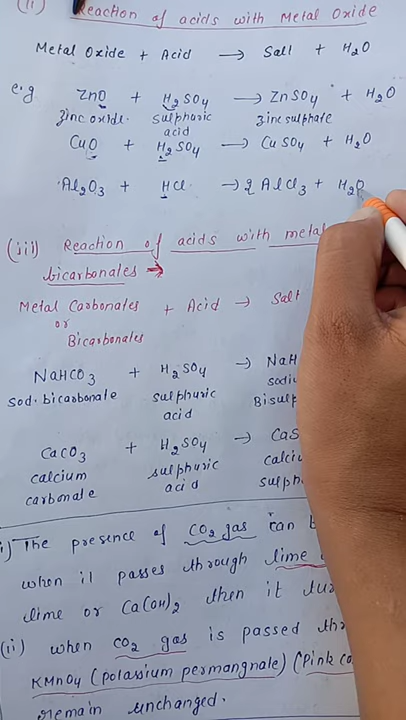 (ii) Reaction of acids with Metal Oxide
Metal Oxide + Acid → Salt + H2O
e.g ZnO + H2SO4 → ZnSO4 + H2O
Zinc oxide. sulphuric acid zinc sulphate
CuO + H2SO4 → CuSO4 + H2O
Al2O3 + HCl → 2 AlCl3 + H2O
(iii) Reaction of acids with metal
bicarbonates →
Metal Carbonates + Acid → Salt
or
Bicarbonates
NaHCO3 + H2SO4 → NaH
sod. bicarbonate sulphuric acid sodiu
Bisulp
CaCO3 + H2SO4 → CaS
calcium carbonate sulphuric acid calciu
sulph
i) The presence of CO2 gas can b
when it passes through lime
lime or Ca(OH)2 then it tur
(ii) when CO2 gas is passed thr
KMnO4 (potassium permangnate) (Pink co
remain unchanged.